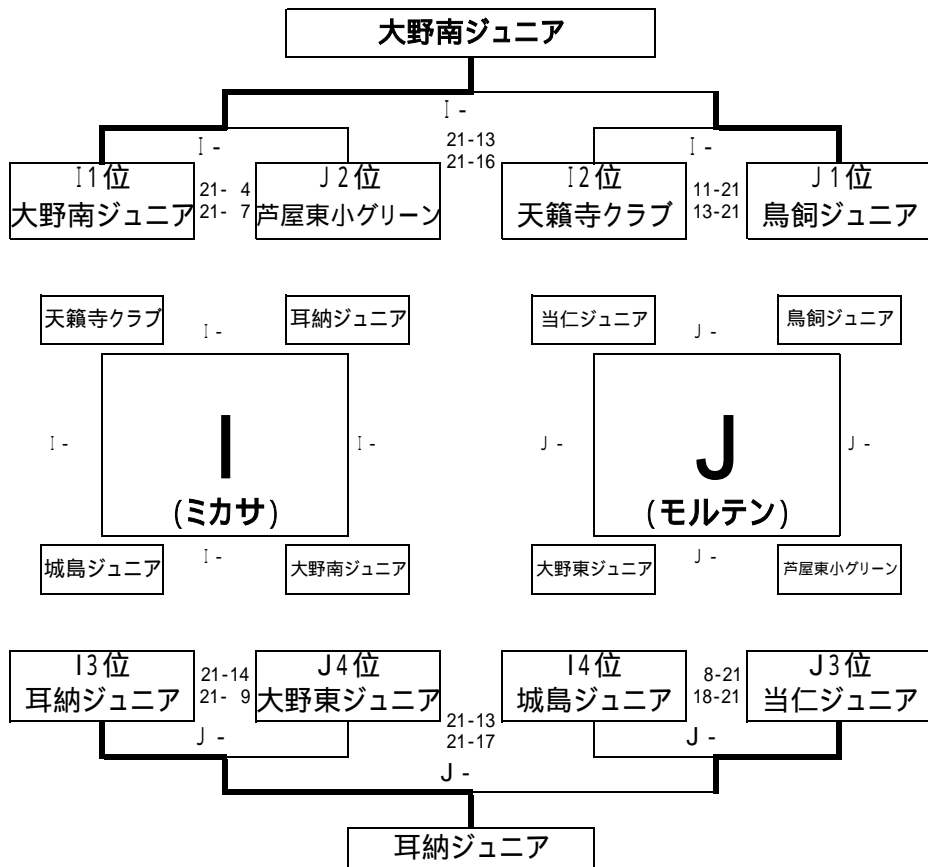 大野南ジュニア
I -
21-13
21-16
I -
I -
I1位
大野南ジュニア
21- 4
21- 7
J2位
芦屋東小グリーン
I2位
天籟寺クラブ
11-21
13-21
J1位
鳥飼ジュニア
天籟寺クラブ
I -
耳納ジュニア
当仁ジュニア
J -
鳥飼ジュニア
I -
I
(ミカサ)
I -
J -
J
(モルテン)
J -
城島ジュニア
I -
大野南ジュニア
大野東ジュニア
J -
芦屋東小グリーン
I3位
耳納ジュニア
21-14
21- 9
J4位
大野東ジュニア
I4位
城島ジュニア
8-21
18-21
J3位
当仁ジュニア
J -
21-13
21-17
J -
J -
耳納ジュニア